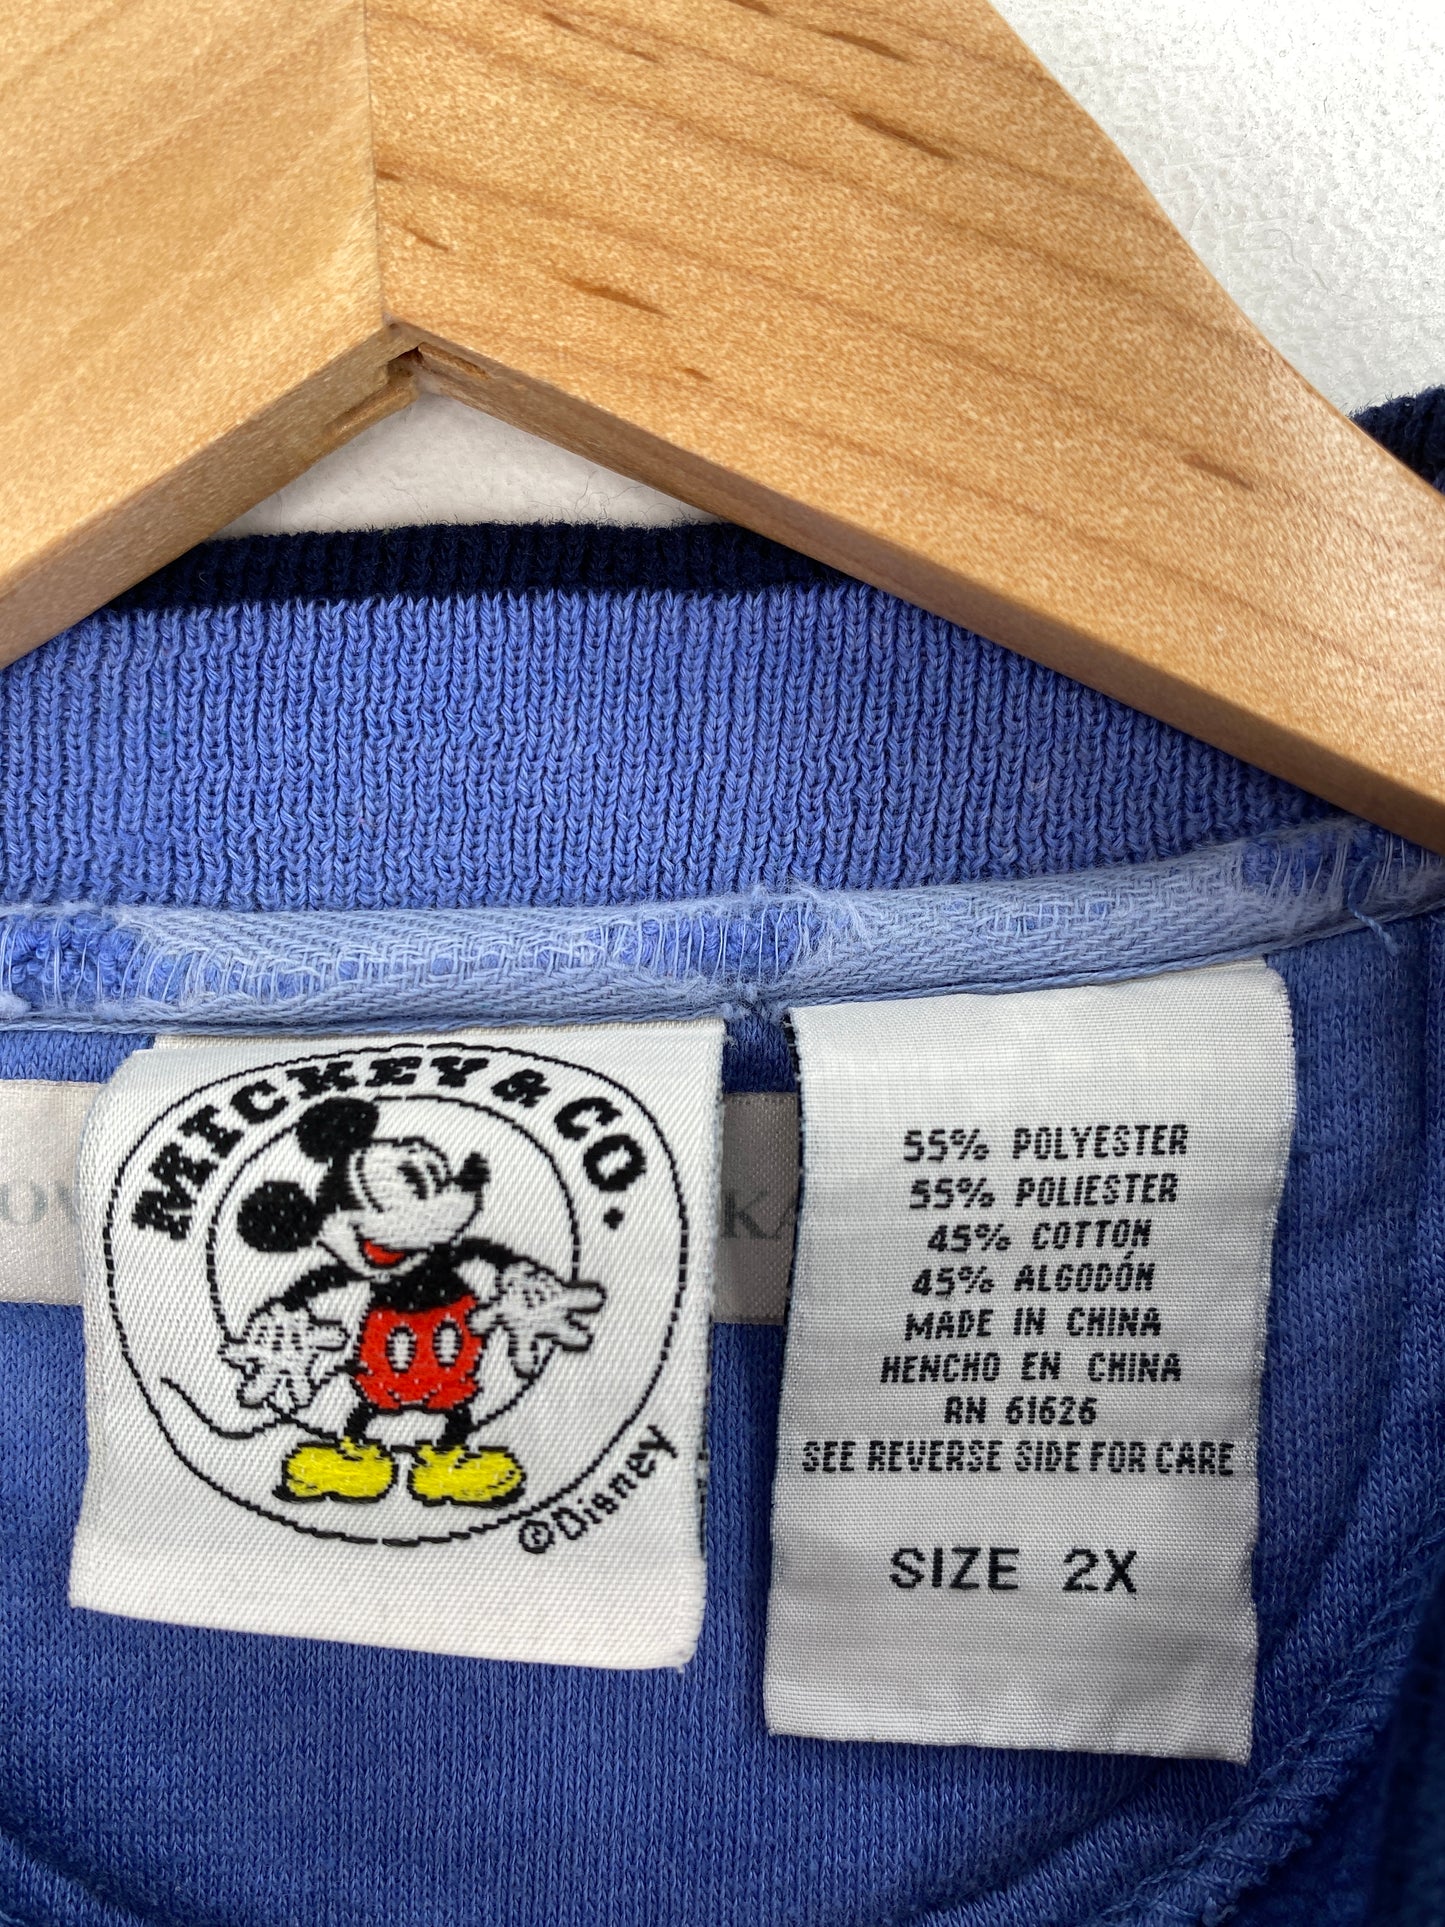 MICKEY & CO.
©Disney
55% POLYESTER
55% POLIESTER
45% COTTON
45% ALGODÓN
MADE IN CHINA
HENCHO EN CHINA
RN 61626
SEE REVERSE SIDE FOR CARE
SIZE 2X